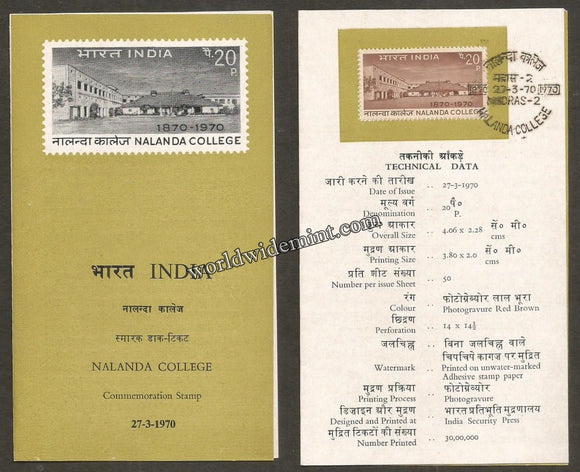 भारत INDIA
पै. 20
P.
1870-1970
नालन्दा कालेज NALANDA COLLEGE
भारत INDIA
नालन्दा कालेज
स्मारक डाक-टिकट
NALANDA COLLEGE
Commemoration Stamp
27-3-1970
भारत INDIA
पै. 20
P.
1870-1970
नालन्दा कालेज NALANDA COLLEGE
नालन्दा कालेज
मद्रास-2
27-3-70
1970
MADRAS-2
NALANDA COLLEGE
तकनीकी आंकड़े
TECHNICAL DATA
जारी करने की तारीख
Date of Issue .. 27-3-1970
मूल्य वर्ग पै०
Denomination .. 20 P.
आकार सें० मी०
Overall Size .. 4.06 x 2.28 cms
मुद्रण आकार सें० मी०
Printing Size .. 3.80 x 2.0 cms
प्रति शीट संख्या
Number per issue Sheet .. 50
रंग फोटोग्रेव्योर लाल भूरा
Colour .. Photogravure Red Brown
छिद्रण
Perforation .. 14 x 14½
जलचिह्न .. बिना जलचिह्न वाले
चिपचिपे कागज पर मुद्रित
Watermark .. Printed on unwater-marked
Adhesive stamp paper
मुद्रण प्रक्रिया फोटोग्रेव्योर
Printing Process .. Photogravure
डिजाइन और मुद्रण भारत प्रतिभूति मुद्रणालय
Designed and Printed at .. India Security Press
मुद्रित टिकटों की संख्या
Number Printed .. 30,00,000
www.worldwidemint.com